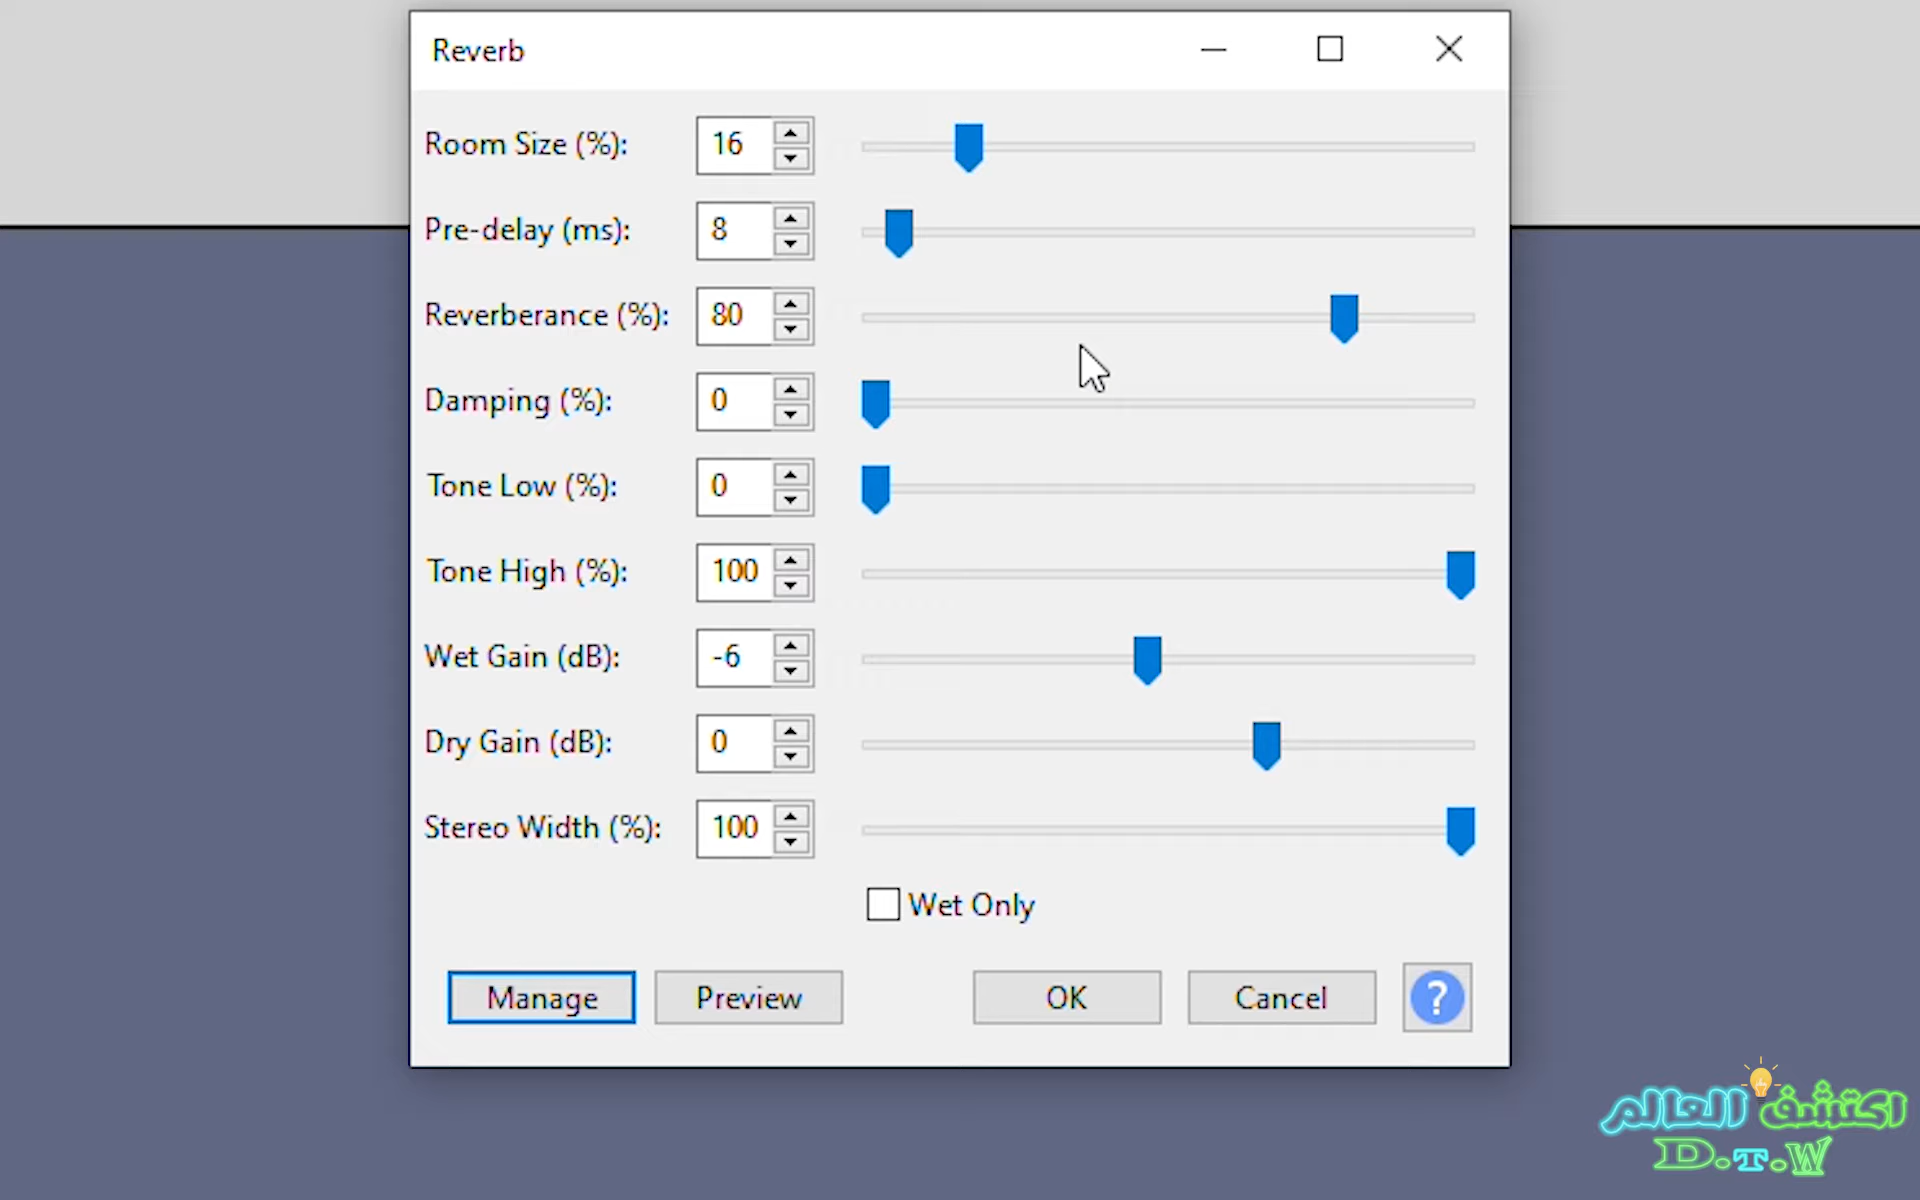 Reverb
Room Size (%): 16
Pre-delay (ms): 8
Reverberance (%): 80
Damping (%): 0
Tone Low (%): 0
Tone High (%): 100
Wet Gain (dB): -6
Dry Gain (dB): 0
Stereo Width (%): 100
Wet Only
Manage Preview OK Cancel ?
اكتشف العالم
D.T.W